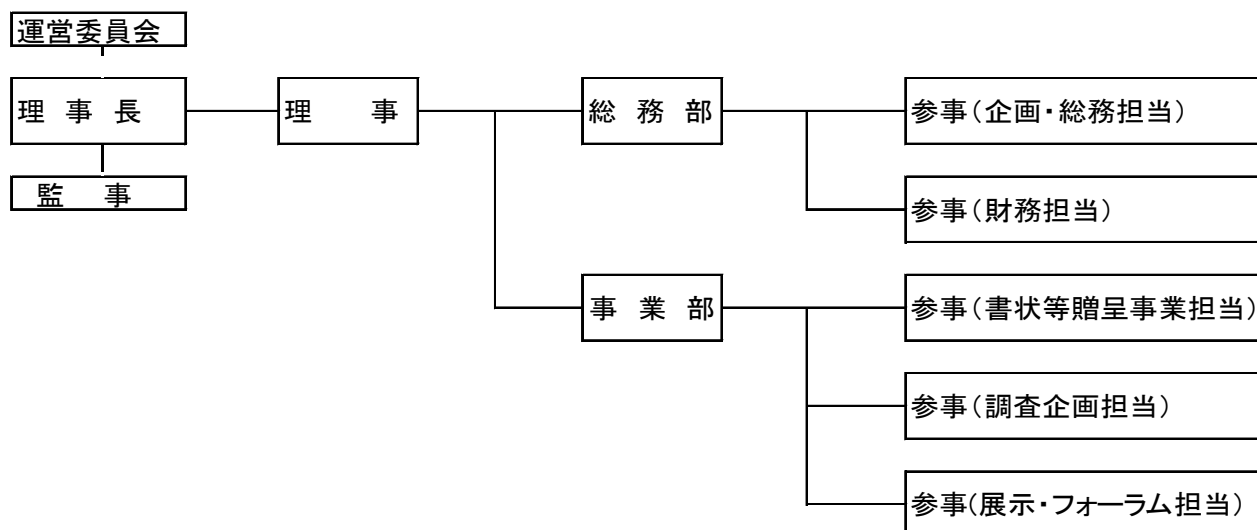 運営委員会
理事長
理事
総務部
参事（企画・総務担当）
監事
参事（財務担当）
事業部
参事（書状等贈呈事業担当）
参事（調査企画担当）
参事（展示・フォーラム担当）